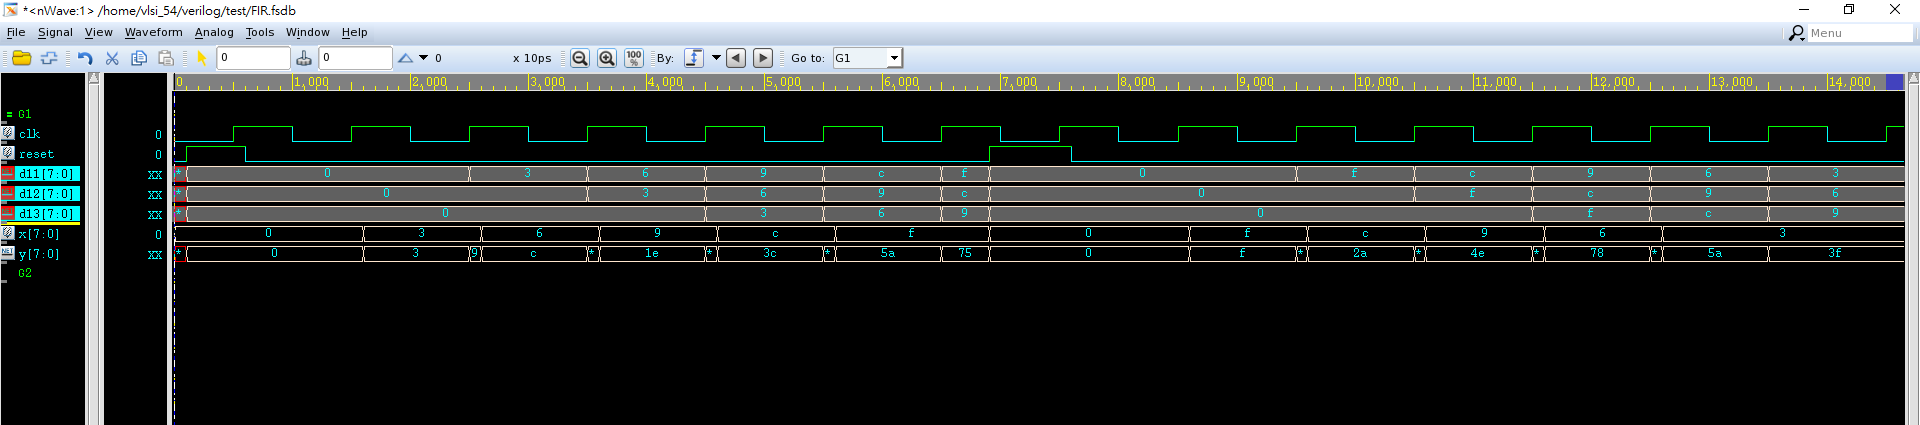 *<nWave:1> /home/vlsi_54/verilog/test/FIR.fsdb
File Signal View Waveform Analog Tools Window Help Menu
0 0 0 x 10ps 100% By: Go to: G1
0 1,000 2,000 3,000 4,000 5,000 6,000 7,000 8,000 9,000 10,000 11,000 12,000 13,000 14,000
= G1
clk 0
reset 0
d11[7:0] xx * 0 3 6 9 c f 0 f c 9 6 3
d12[7:0] xx * 0 3 6 9 c 0 f c 9 6
d13[7:0] xx * 0 3 6 9 0 f c 9
x[7:0] 0 0 3 6 9 c f 0 f c 9 6 3
NET y[7:0] xx * 0 3 9 c * 1e * 3c * 5a 75 0 f * 2a * 4e * 78 * 5a 3f
G2